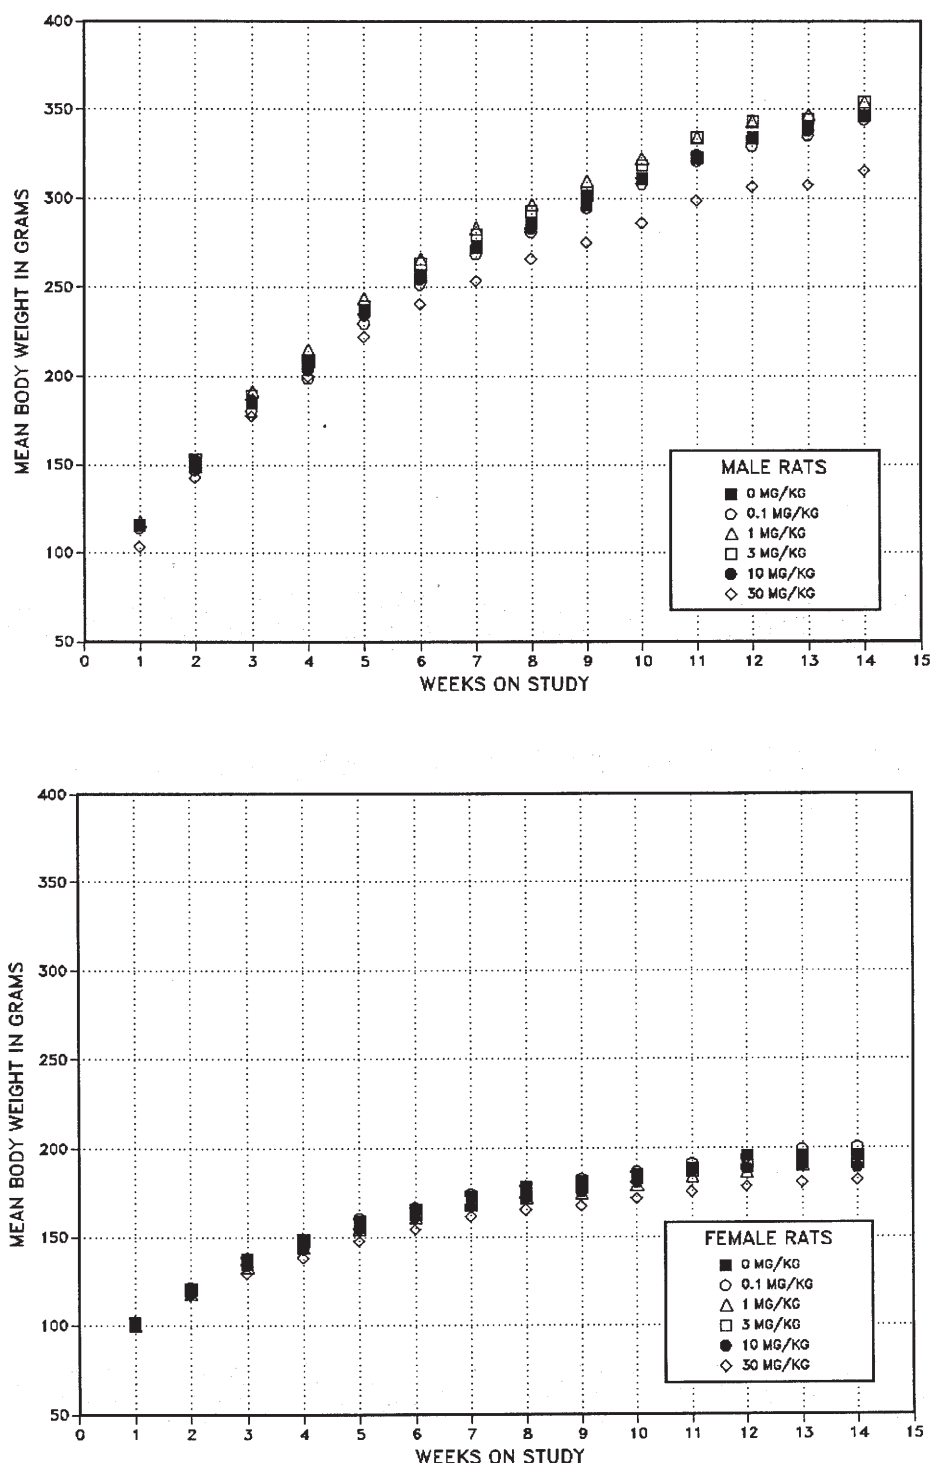 400
350
300
250
200
150
100
50
MEAN BODY WEIGHT IN GRAMS
MALE RATS
0 MG/KG
0.1 MG/KG
1 MG/KG
3 MG/KG
10 MG/KG
30 MG/KG
0 1 2 3 4 5 6 7 8 9 10 11 12 13 14 15
WEEKS ON STUDY
400
350
300
250
200
150
100
50
MEAN BODY WEIGHT IN GRAMS
FEMALE RATS
0 MG/KG
0.1 MG/KG
1 MG/KG
3 MG/KG
10 MG/KG
30 MG/KG
0 1 2 3 4 5 6 7 8 9 10 11 12 13 14 15
WEEKS ON STUDY